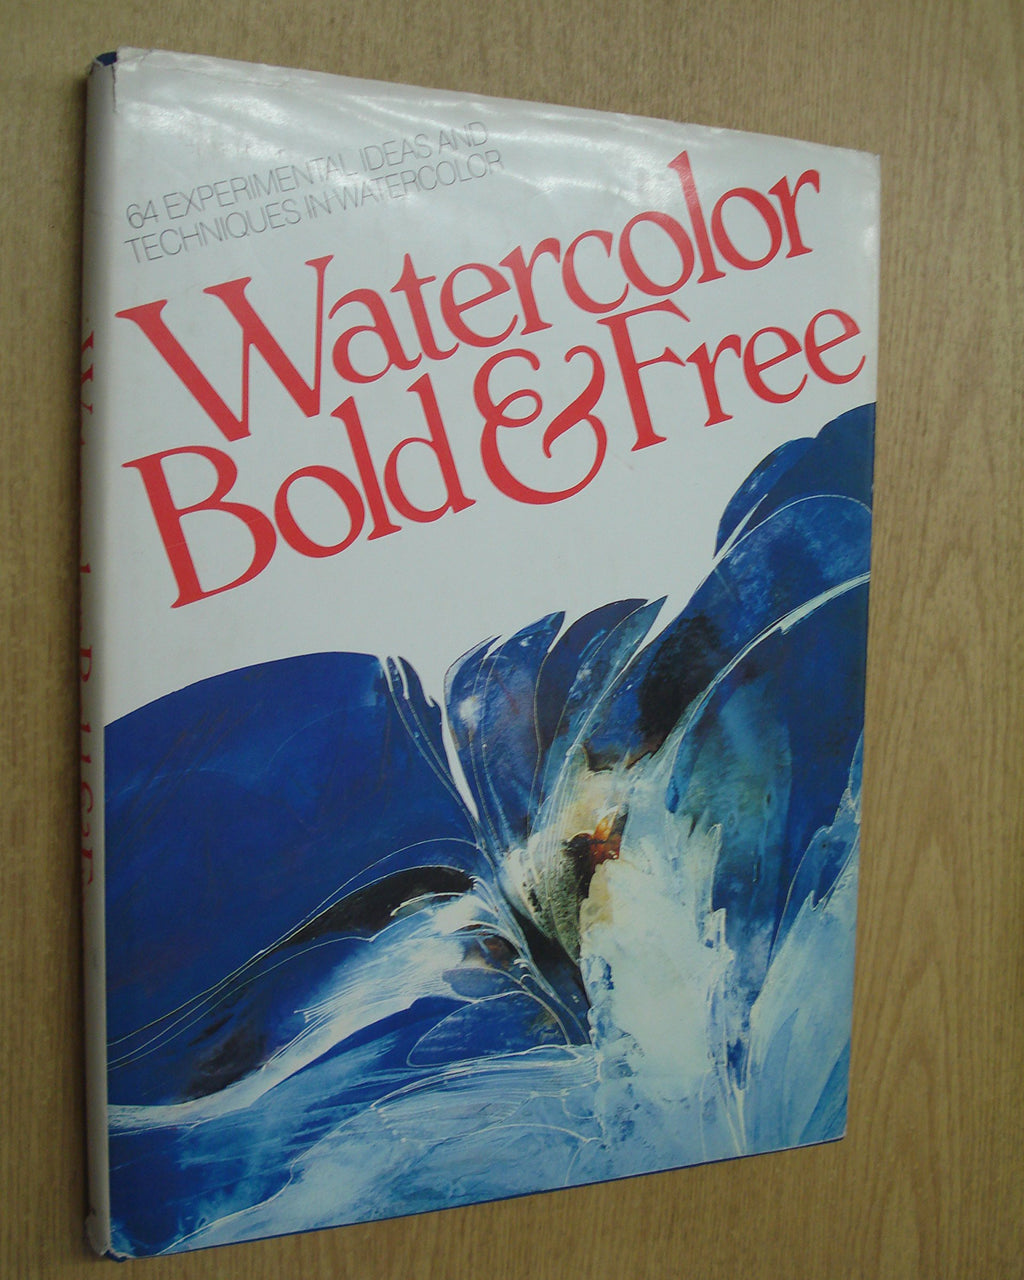 64 EXPERIMENTAL IDEAS AND
TECHNIQUES IN WATERCOLOR
Watercolor
Bold & Free